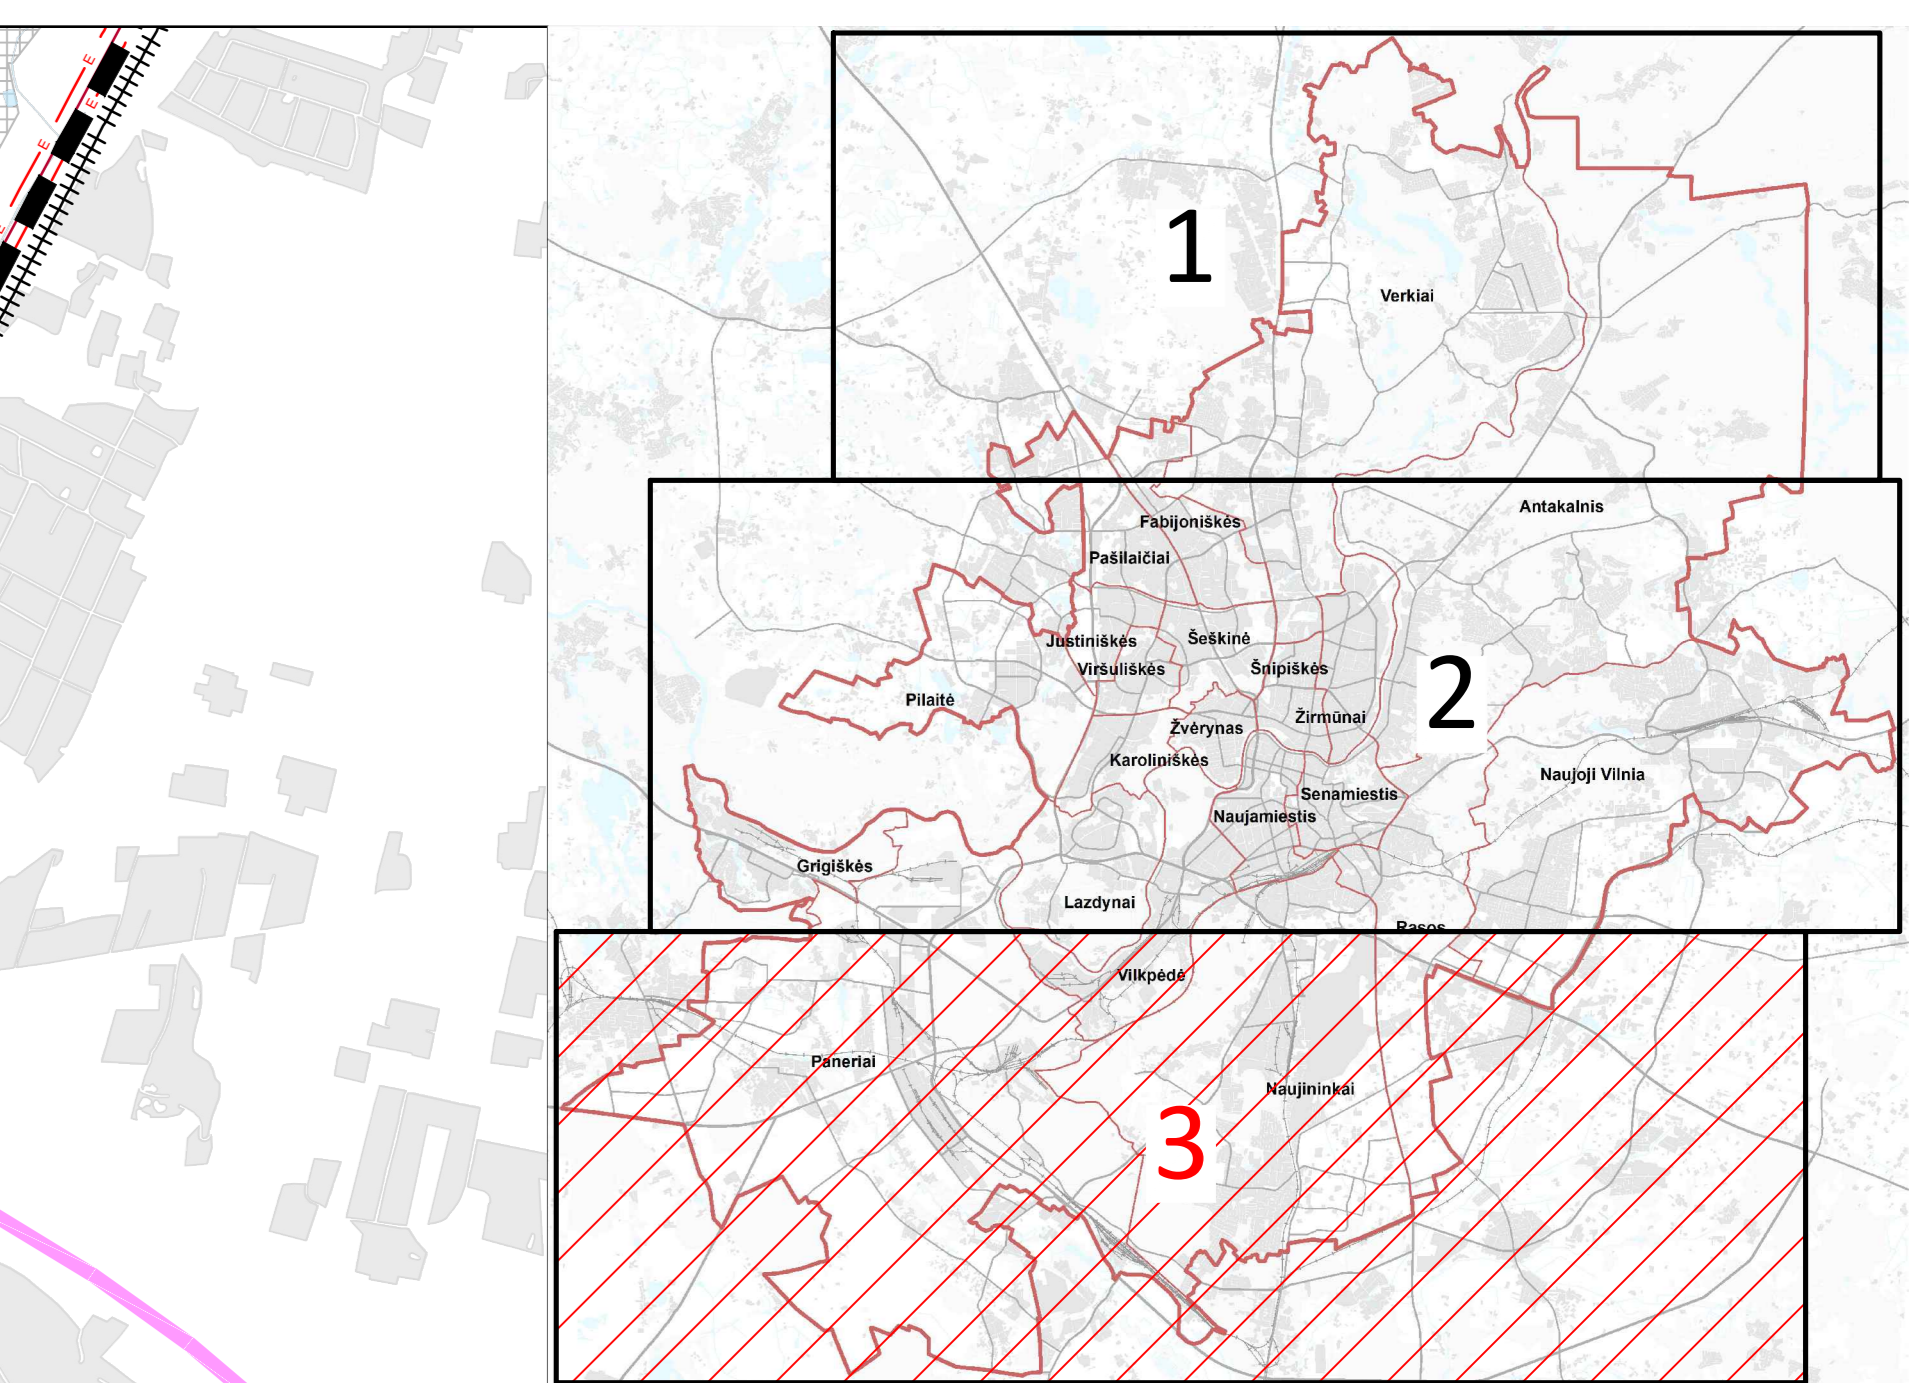 E
E
E
E
1
Verkiai
Antakalnis
Fabijoniškės
Pašilaičiai
Justiniškės
Šeškinė
Viršuliškės
Šnipiškės
2
Pilaitė
Žirmūnai
Žvėrynas
Karoliniškės
Naujoji Vilnia
Senamiestis
Naujamiestis
Grigiškės
Lazdynai
Rasos
Vilkpėdė
Paneriai
Naujininkai
3